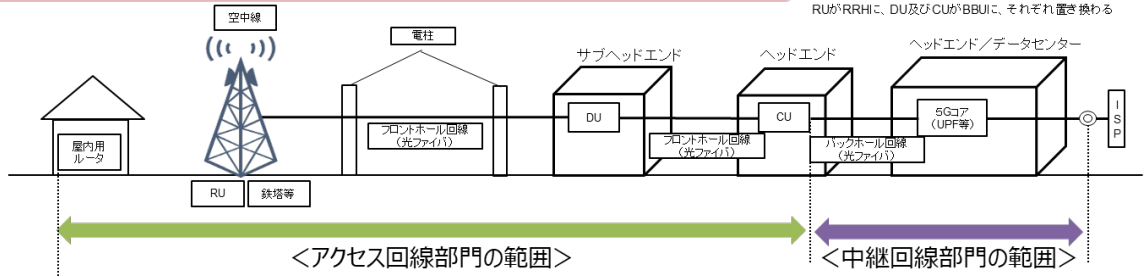 RUがRRHに、DU及びCUがBBUに、それぞれ置き換わる
空中線
電柱
サブヘッドエンド
ヘッドエンド
ヘッドエンド/データセンター
屋内用
ルータ
フロントホール回線
(光ファイバ)
DU
フロントホール回線
(光ファイバ)
CU
バックホール回線
(光ファイバ)
5Gコア
(UPF等)
ISP
RU
鉄塔等
<アクセス回線部門の範囲>
<中継回線部門の範囲>